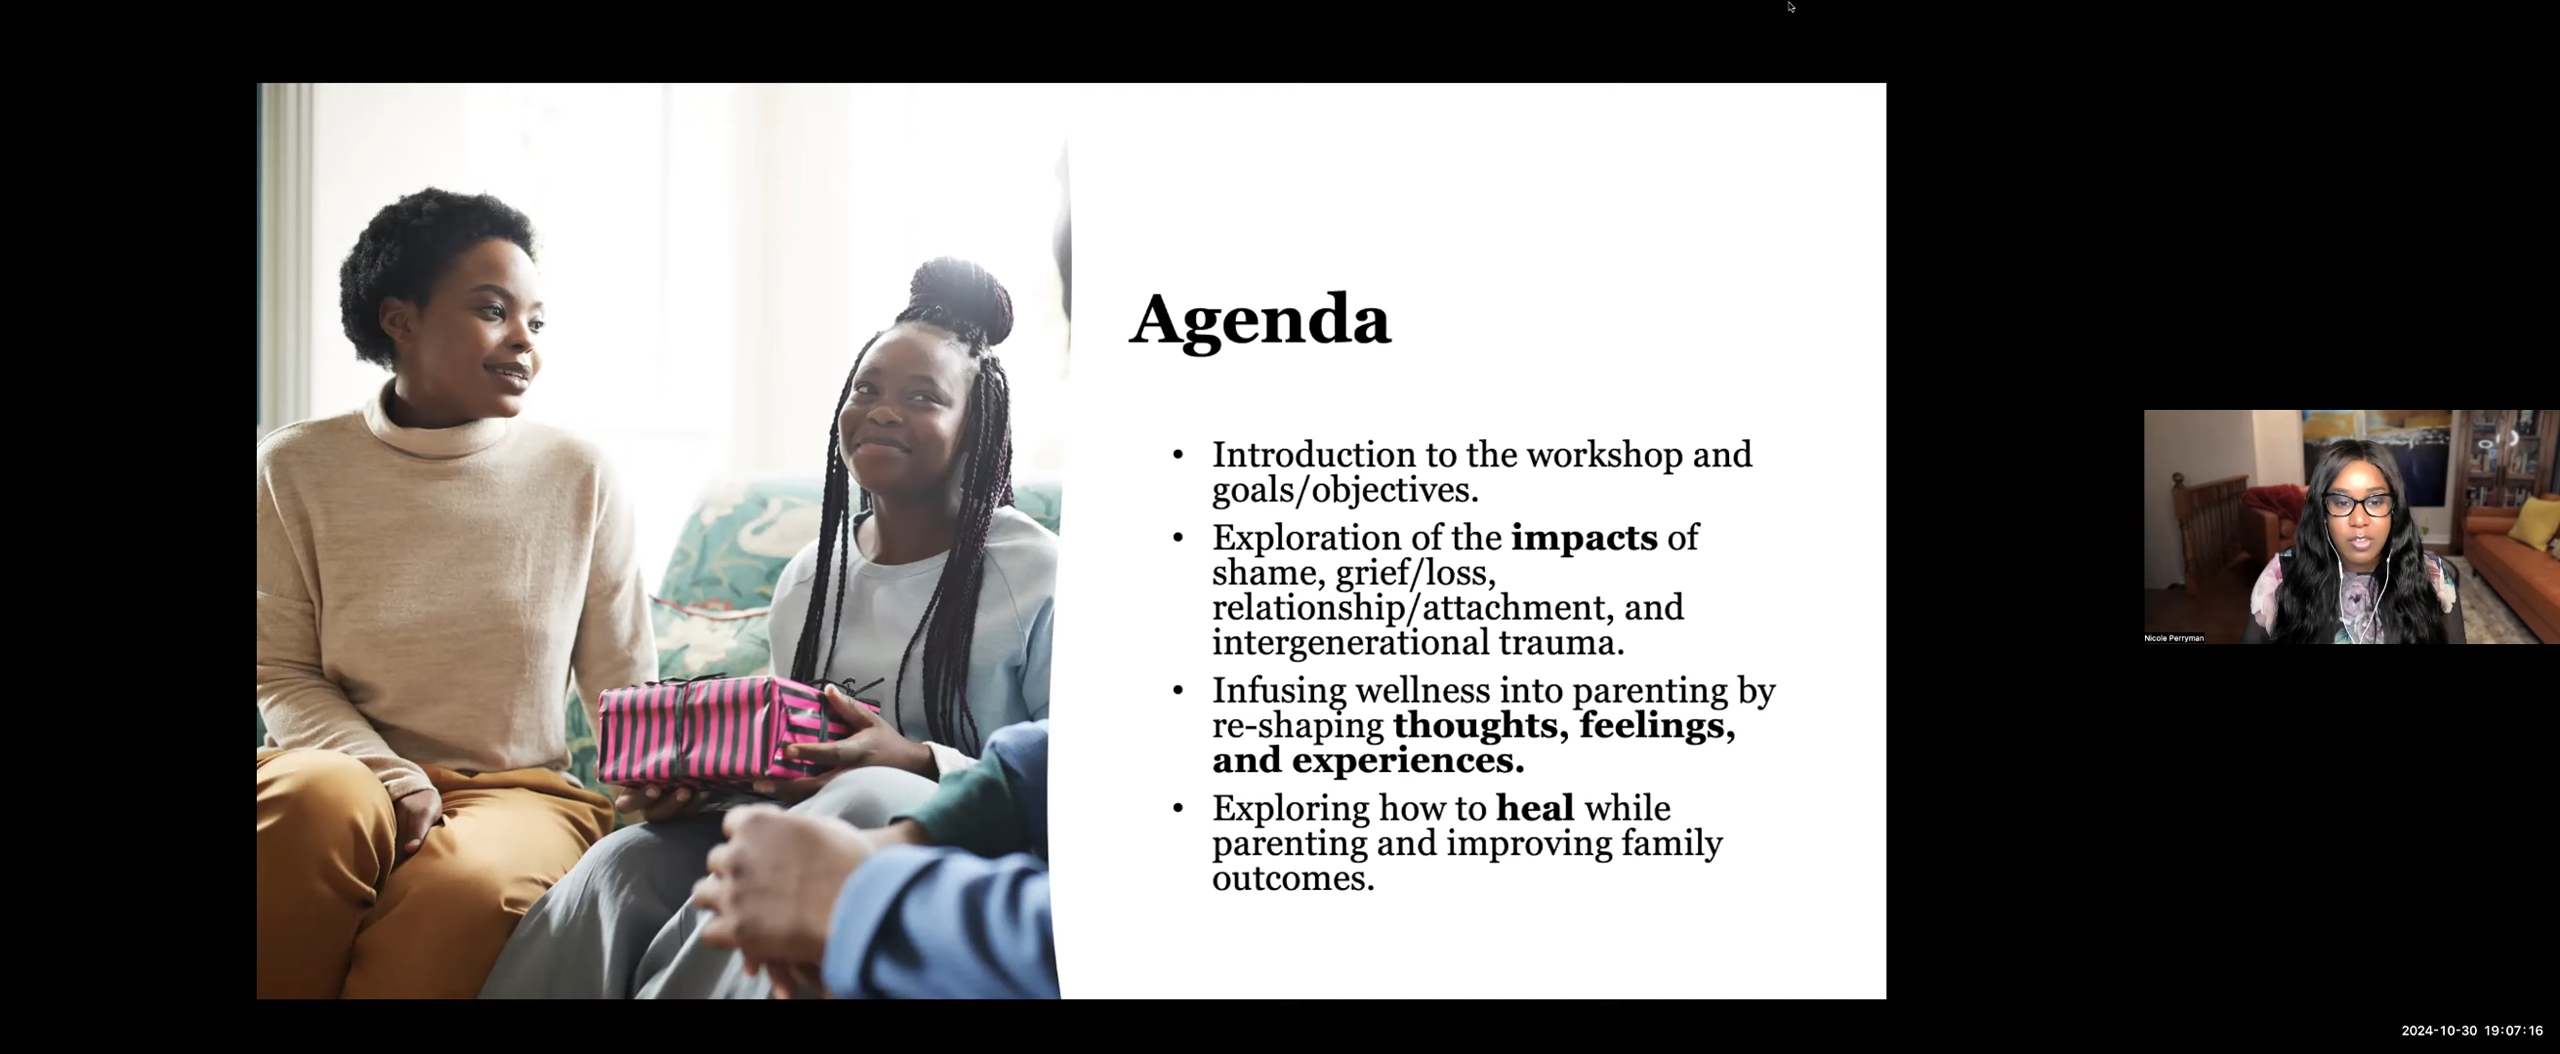 Agenda
• Introduction to the workshop and
goals/objectives.
• Exploration of the impacts of
shame, grief/loss,
relationship/attachment, and
intergenerational trauma.
• Infusing wellness into parenting by
re-shaping thoughts, feelings,
and experiences.
• Exploring how to heal while
parenting and improving family
outcomes.
Nicole Perryman
2024-10-30 19:07:16